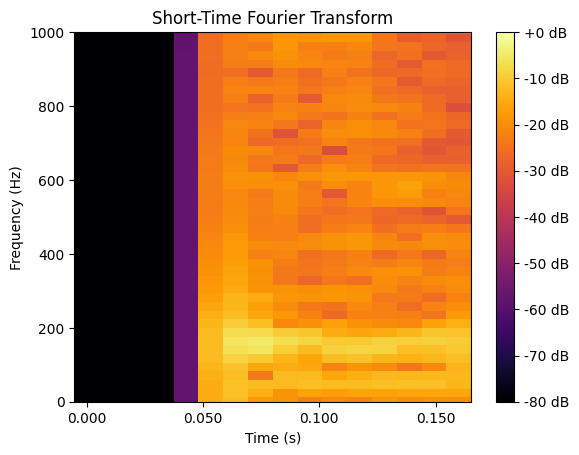 Short-Time Fourier Transform
1000
800
600
400
200
0
Frequency (Hz)
0.000
0.050
0.100
0.150
Time (s)
+0 dB
-10 dB
-20 dB
-30 dB
-40 dB
-50 dB
-60 dB
-70 dB
-80 dB